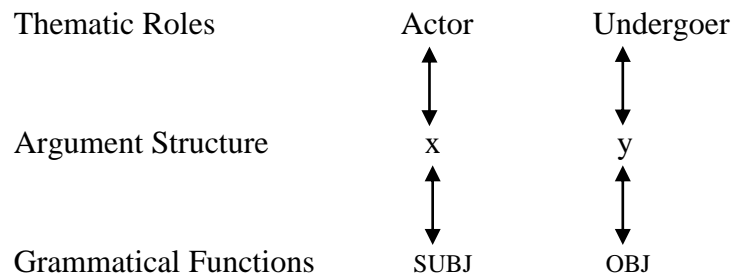 Thematic Roles Actor Undergoer
Argument Structure x y
Grammatical Functions SUBJ OBJ